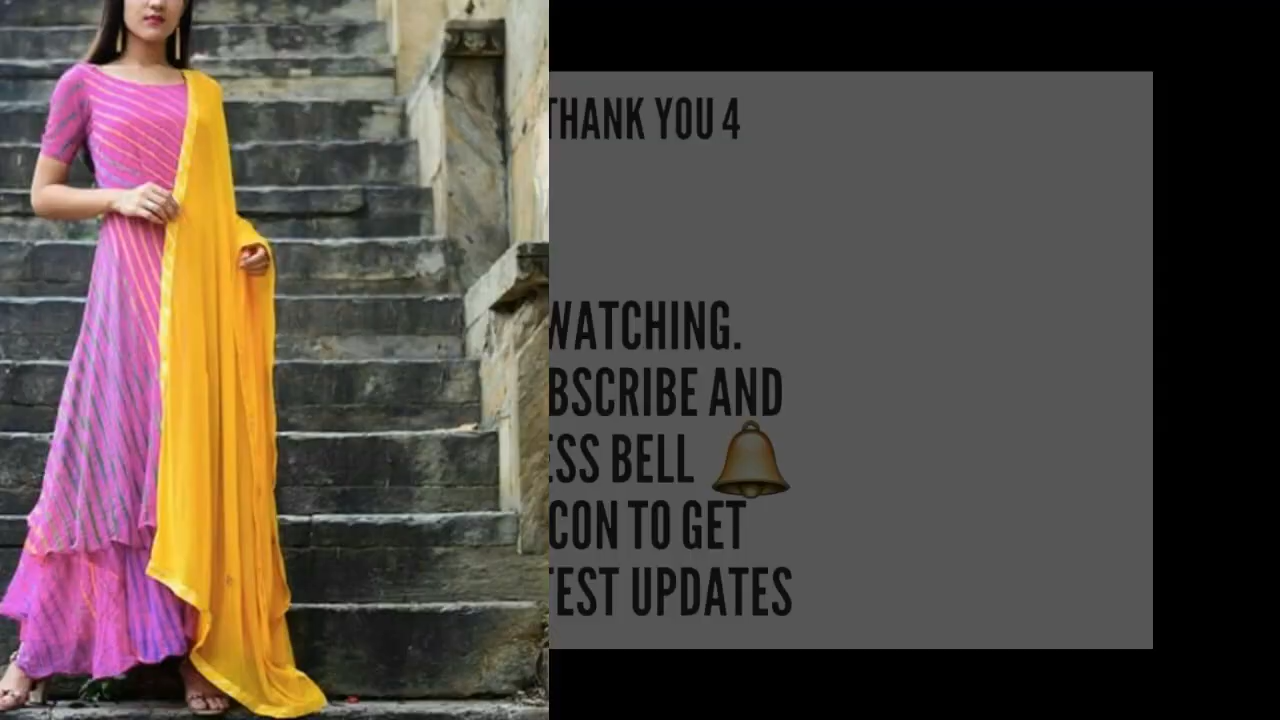 THANK YOU 4
WATCHING.
BSCRIBE AND
ESS BELL
CON TO GET
TEST UPDATES